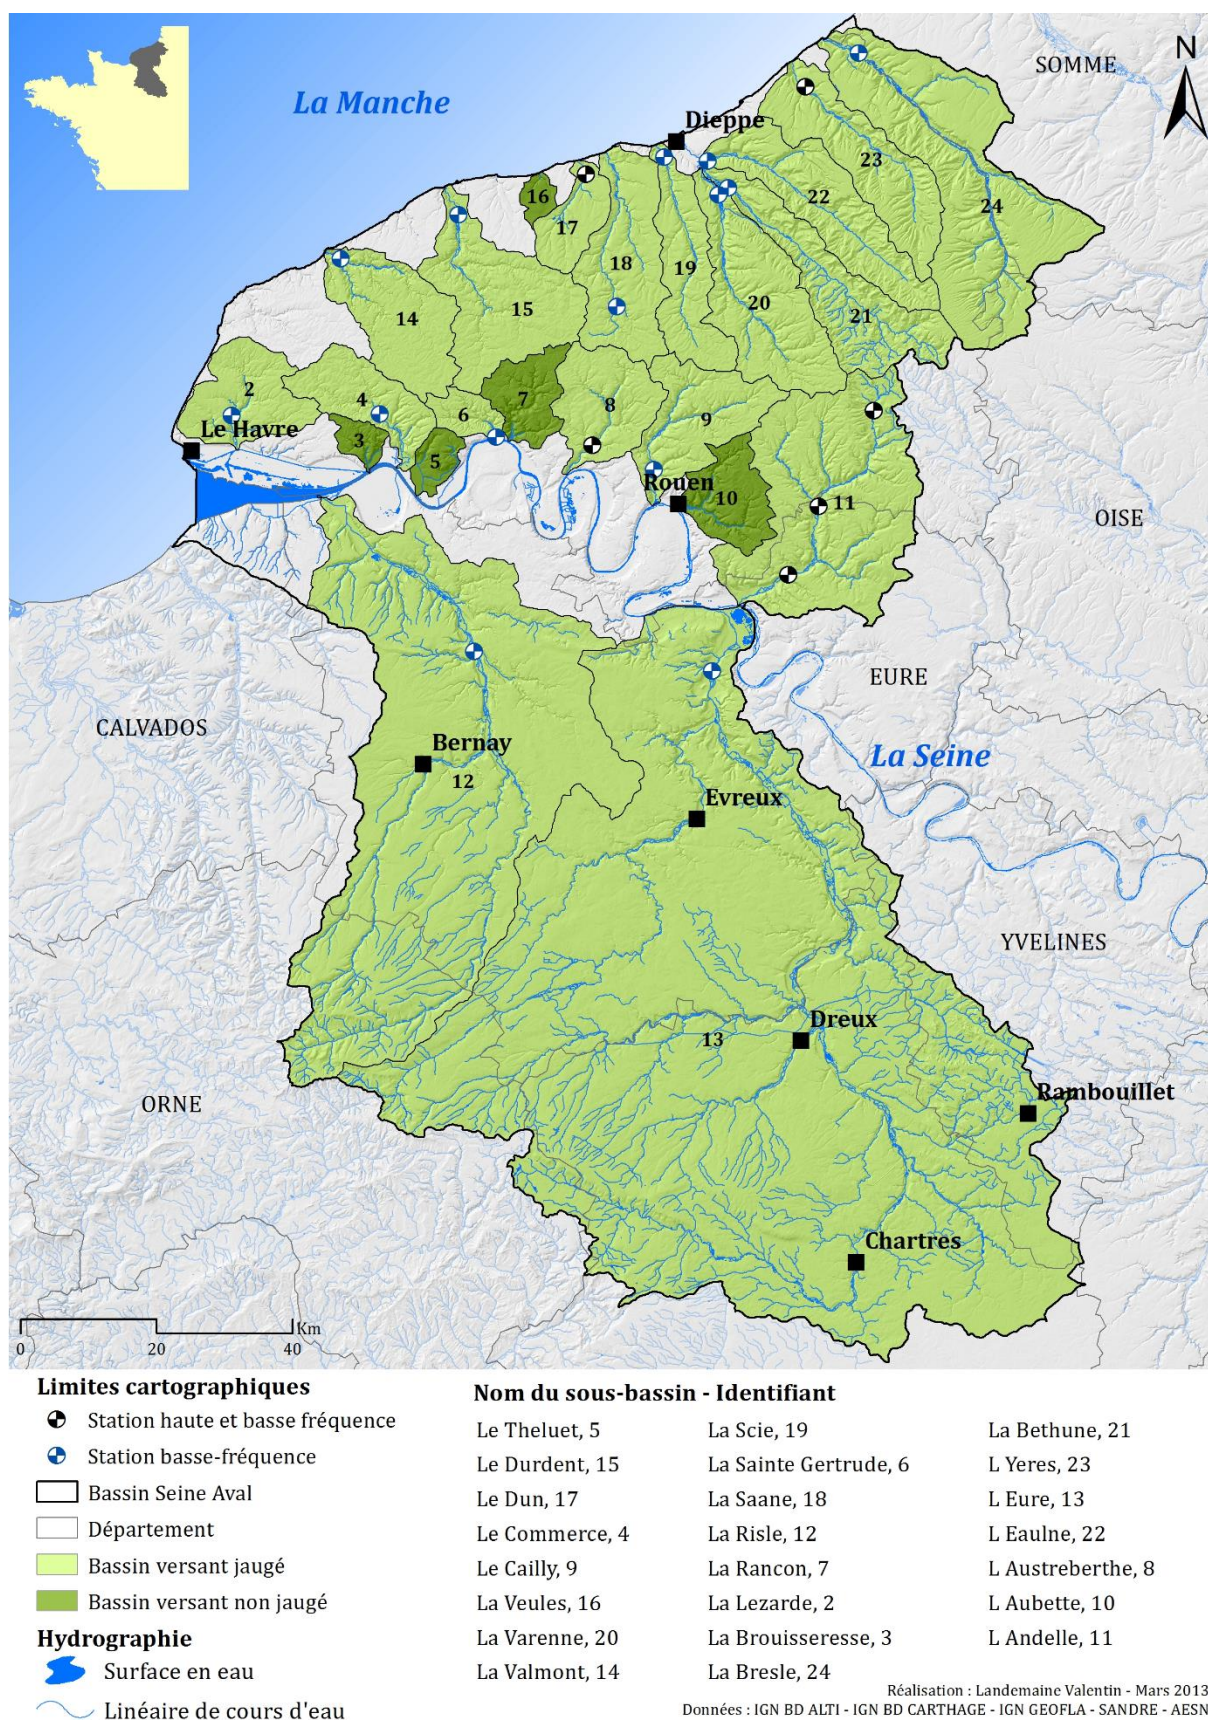 SOMME
N
La Manche
Dieppe
16
17
18
19
20
21
22
23
24
14
15
2
4
6
7
8
9
Le Havre
3
5
Rouen
10
11
OISE
EURE
CALVADOS
La Seine
Bernay
12
Evreux
YVELINES
Dreux
13
ORNE
Rambouillet
Chartres
Km
0 20 40
Limites cartographiques
Station haute et basse fréquence
Station basse-fréquence
Bassin Seine Aval
Département
Bassin versant jaugé
Bassin versant non jaugé
Hydrographie
Surface en eau
Linéaire de cours d'eau
Nom du sous-bassin - Identifiant
Le Theluet, 5
Le Durdent, 15
Le Dun, 17
Le Commerce, 4
Le Cailly, 9
La Veules, 16
La Varenne, 20
La Valmont, 14
La Scie, 19
La Sainte Gertrude, 6
La Saane, 18
La Risle, 12
La Rancon, 7
La Lezarde, 2
La Brouisseresse, 3
La Bresle, 24
La Bethune, 21
L Yeres, 23
L Eure, 13
L Eaulne, 22
L Austreberthe, 8
L Aubette, 10
L Andelle, 11
Réalisation : Landemaine Valentin - Mars 2013
Données : IGN BD ALTI - IGN BD CARTHAGE - IGN GEOFLA - SANDRE - AESN